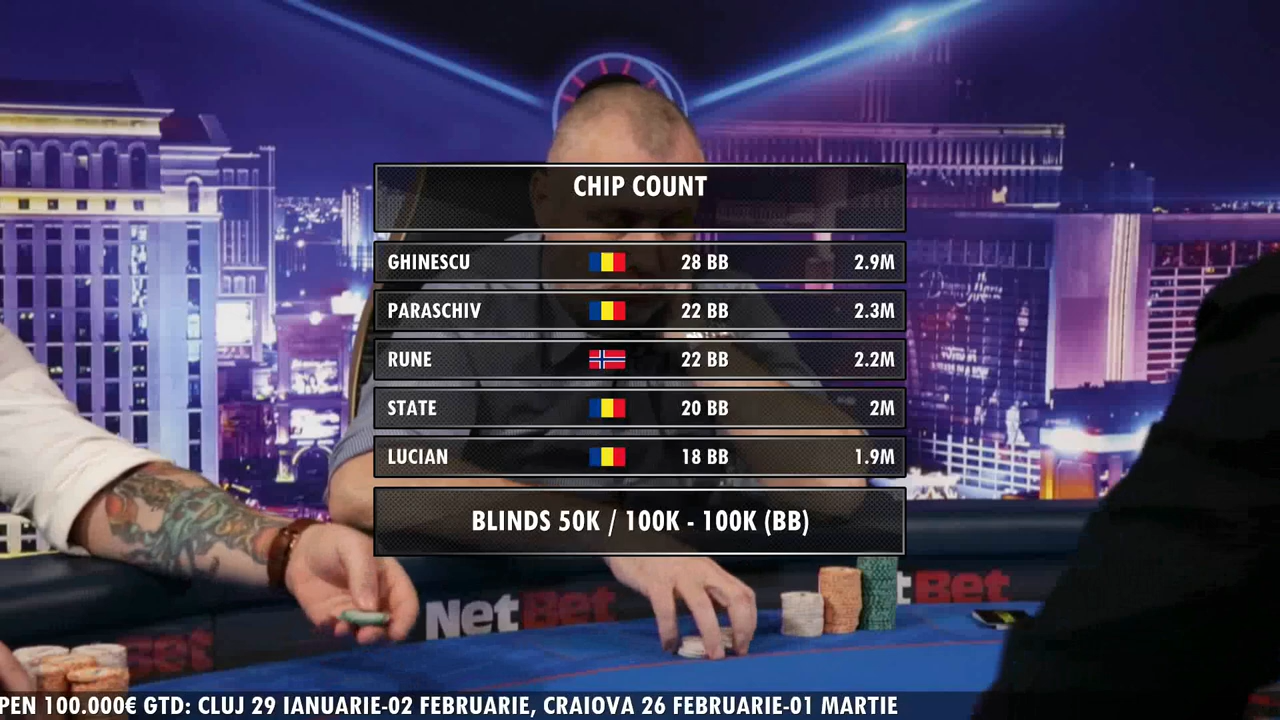 CHIP COUNT
GHINESCU 28 BB 2.9M
PARASCHIV 22 BB 2.3M
RUNE 22 BB 2.2M
STATE 20 BB 2M
LUCIAN 18 BB 1.9M
BLINDS 50K / 100K - 100K (BB)
NetBet
tBet
Bet
PEN 100.000€ GTD: CLUJ 29 IANUARIE-02 FEBRUARIE, CRAIOVA 26 FEBRUARIE-01 MARTIE